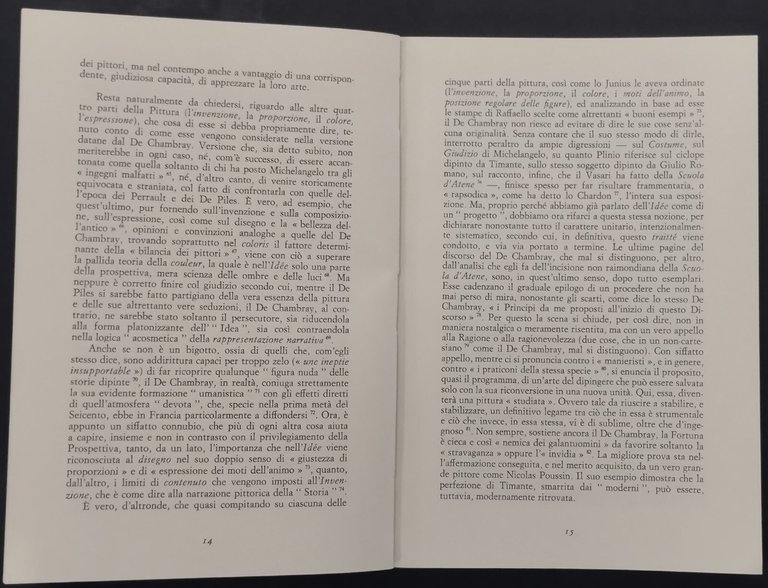 dei pittori, ma nel contempo anche a vantaggio di una corrispon-
dente, giudiziosa capacità, di apprezzare la loro arte.
Resta naturalmente da chiedersi, riguardo alle altre quat-
tro parti della Pittura (l'invenzione, la proporzione, il colore,
l'espressione), che cosa di esse si debba propriamente dire, te-
nuto conto di come esse vengono considerate nella versione
datane dal De Chambray. Versione che, sia detto subito, non
meriterebbe in ogni caso, né, com'è successo, di essere accan-
tonata come quella soltanto di chi ha posto Michelangelo tra gli
« ingegni malfatti » 65, né, d'altro canto, di venire storicamente
equivocata e straniata, col fatto di confrontarla con quelle del-
l'epoca dei Perrault e dei De Piles. È vero, ad esempio, che
quest'ultimo, pur fornendo sull'invenzione e sulla composizio-
ne, sull'espressione, così come sul disegno e la « bellezza del-
l'antico » 66, opinioni e convinzioni analoghe a quelle del De
Chambray, trovando soprattutto nel coloris il fattore determi-
nante della « bilancia dei pittori » 67, viene con ciò a superare
la pallida teoria della couleur, la quale è nell'Idée solo una parte
della prospettiva, mera scienza delle ombre e delle luci 68. Ma
neppure è corretto finire col giudizio secondo cui, mentre il De
Piles si sarebbe fatto partigiano della vera essenza della pittura
e delle sue autonome condizioni, il De Chambray, al con-
trario, ne sarebbe stato soltanto il persecutore, sia riducendola
alla forma platonizzante dell' " Idea ", sia così contraendola
nella logica " acosmetica " della rappresentazione narrativa 69.
Anche se non è un bigotto, ossia di quelli che, com'egli
stesso dice, sono addirittura capaci per troppo zelo (« une ineptie
insupportable ») di far ricoprire qualunque " figura nuda " delle
storie dipinte 70, il De Chambray, in realtà, coniuga strettamente
la sua evidente formazione " umanistica " 71 con gli effetti diretti
di quell'atmosfera " devota ", che, specie nella prima metà del
Seicento, ebbe in Francia particolarmente a diffondersi 72. Ora, è
appunto un siffatto connubio, che più di ogni altra cosa aiuta
a capire, insieme e non in contrasto con il privilegiamento della
Prospettiva, tanto, da un lato, l'importanza che nell'Idée viene
riconosciuta al disegno nel suo doppio senso di « giustezza di
proporzioni » e di « espressione dei moti dell'animo » 73, quanto,
dall'altro, i limiti di contenuto che vengono imposti all'Inven-
zione, che è come dire alla narrazione pittorica della " Storia " 74.
È vero, d'altronde, che quasi compitando su ciascuna delle
14
cinque parti della pittura, così come lo Junius le aveva ordinate
(l'invenzione, la proporzione, il colore, i moti dell'animo, la
posizione regolare delle figure), ed analizzando in base ad esse
le stampe di Raffaello scelte come altrettanti « buoni esempi » 75,
il De Chambray non riesce ad evitare di dire le sue cose senz'al-
cuna originalità. Senza contare che il suo stesso modo di dirle,
interrotto peraltro da ampie digressioni — sul Costume, sul
Giudizio di Michelangelo, su quanto Plinio riferisce sul ciclope
dipinto da Timante, sullo stesso soggetto dipinto da Giulio Ro-
mano, sul racconto, infine, che il Vasari ha fatto della Scuola
d'Atene 76 —, finisce spesso per far risultare frammentaria, o
« rapsodica », come ha detto lo Chardon 77, l'intera sua esposi-
zione. Ma, proprio perché abbiamo già parlato dell'Idée come di
un " progetto ", dobbiamo ora rifarci a questa stessa nozione, per
dichiarare nonostante tutto il carattere unitario, intenzionalmen-
te sistematico, secondo cui, in definitiva, questo traitté viene
condotto, e via via portato a termine. Le ultime pagine del
discorso del De Chambray, che mal si distinguono, per altro,
dall'analisi che egli fa dell'incisione non raimondiana della Scuo-
la d'Atene, sono, in quest'ultimo senso, dopo tutto esemplari.
Esse cadenzano il graduale epilogo di un procedere che non ha
mai perso di mira, nonostante gli scarti, come dice lo stesso De
Chambray, « i Principi da me proposti all'inizio di questo Di-
scorso » 78. Per questo la scena si chiude, per così dire, non in
maniera nostalgica o meramente risentita, ma con un vero appello
alla Ragione o alla ragionevolezza (due cose, che in un non-carte-
siano 79 come il De Chambray, mal si distinguono). Con siffatto
appello, mentre ci si pronuncia contro i « manieristi », e in genere,
contro « i praticoni della stessa specie » 80, si enuncia il proposito,
quasi il programma, di un'arte del dipingere che può essere salvata
solo con la sua riconversione in una nuova unità. Qui, essa, diven-
terà una pittura « studiata ». Ovvero tale da riuscire a stabilire, e
stabilizzare, un definitivo legame tra ciò che in essa è strumentale
e ciò che invece, in essa stessa, vi è di sublime, oltre che d'inge-
gnoso 81. Non sempre, sostiene ancora il De Chambray, la Fortuna
è cieca e così « nemica dei galantuomini » da favorire soltanto la
« stravaganza » oppure l'« invidia » 82. La migliore prova sta nel-
l'affermazione conseguita, e nel merito acquisito, da un vero gran-
de pittore come Nicolas Poussin. Il suo esempio dimostra che la
perfezione di Timante, smarrita dai " moderni ", può essere,
tuttavia, modernamente ritrovata.
15